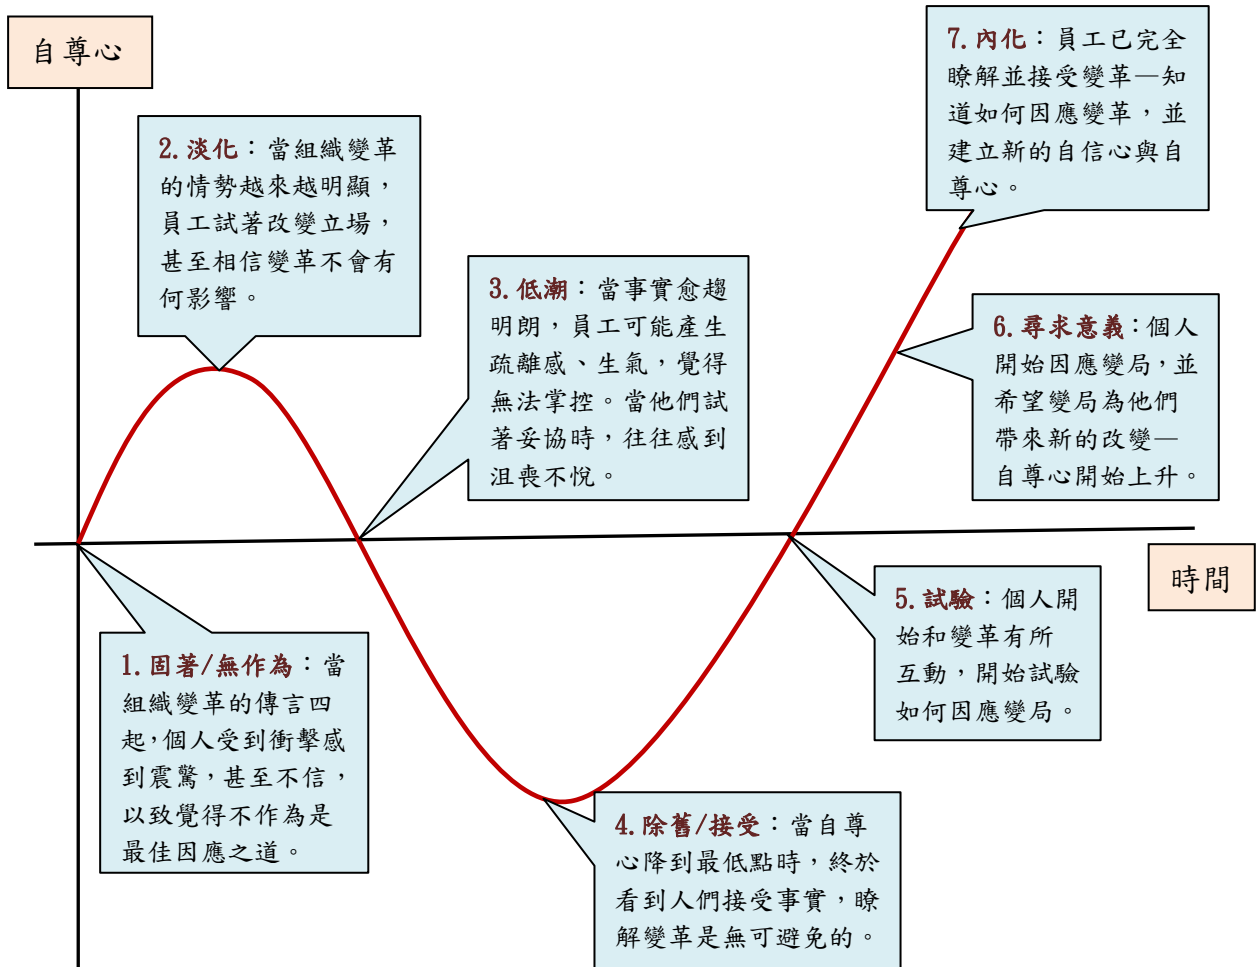 自尊心
2.淡化：當組織變革
的情勢越來越明顯，
員工試著改變立場，
甚至相信變革不會有
何影響。
7.內化：員工已完全
瞭解並接受變革—知
道如何因應變革，並
建立新的自信心與自
尊心。
3.低潮：當事實愈趨
明朗，員工可能產生
疏離感、生氣，覺得
無法掌控。當他們試
著妥協時，往往感到
沮喪不悅。
6.尋求意義：個人
開始因應變局，並
希望變局為他們
帶來新的改變—
自尊心開始上升。
時間
1.固著/無作為：當
組織變革的傳言四
起，個人受到衝擊感
到震驚，甚至不信，
以致覺得不作為是
最佳因應之道。
5.試驗：個人開
始和變革有所
互動，開始試驗
如何因應變局。
4.除舊/接受：當自尊
心降到最低點時，終於
看到人們接受事實，瞭
解變革是無可避免的。